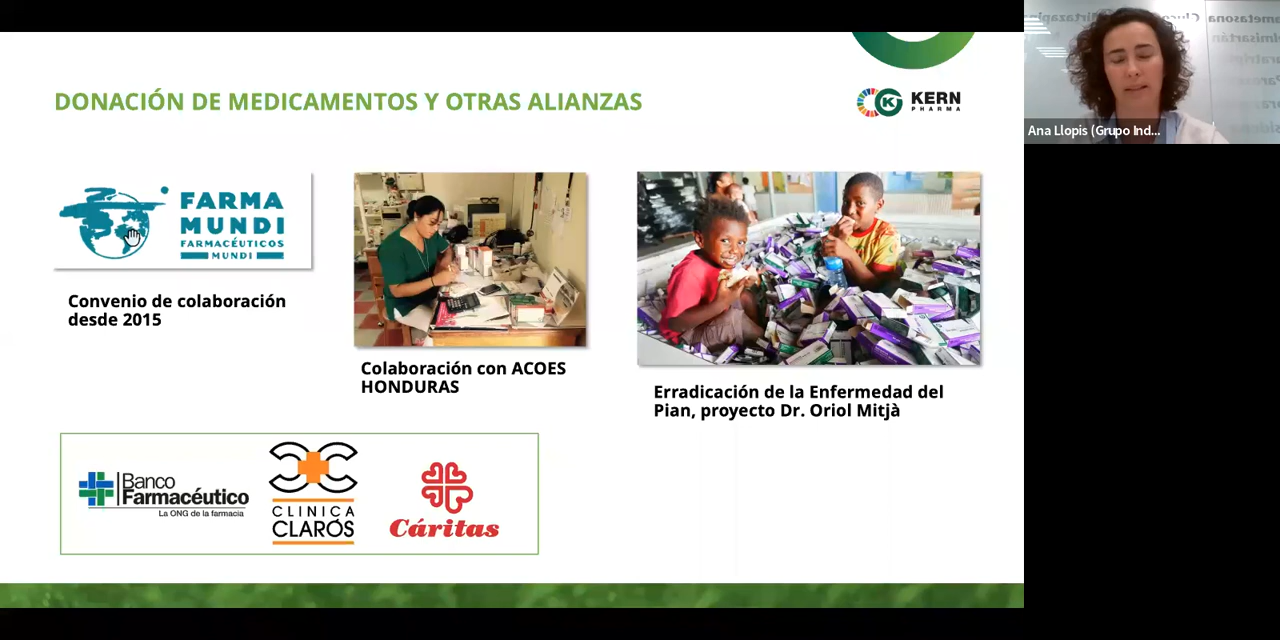 DONACIÓN DE MEDICAMENTOS Y OTRAS ALIANZAS
KERN
PHARMA
FARMA
MUNDI
FARMACÉUTICOS
MUNDI
Convenio de colaboración
desde 2015
Colaboración con ACOES
HONDURAS
Erradicación de la Enfermedad del
Pian, proyecto Dr. Oriol Mitjà
Banco
Farmacéutico
La ONG de la farmacia
CLINICA
CLARÓS
Cáritas
Ana Llopis (Grupo Ind...